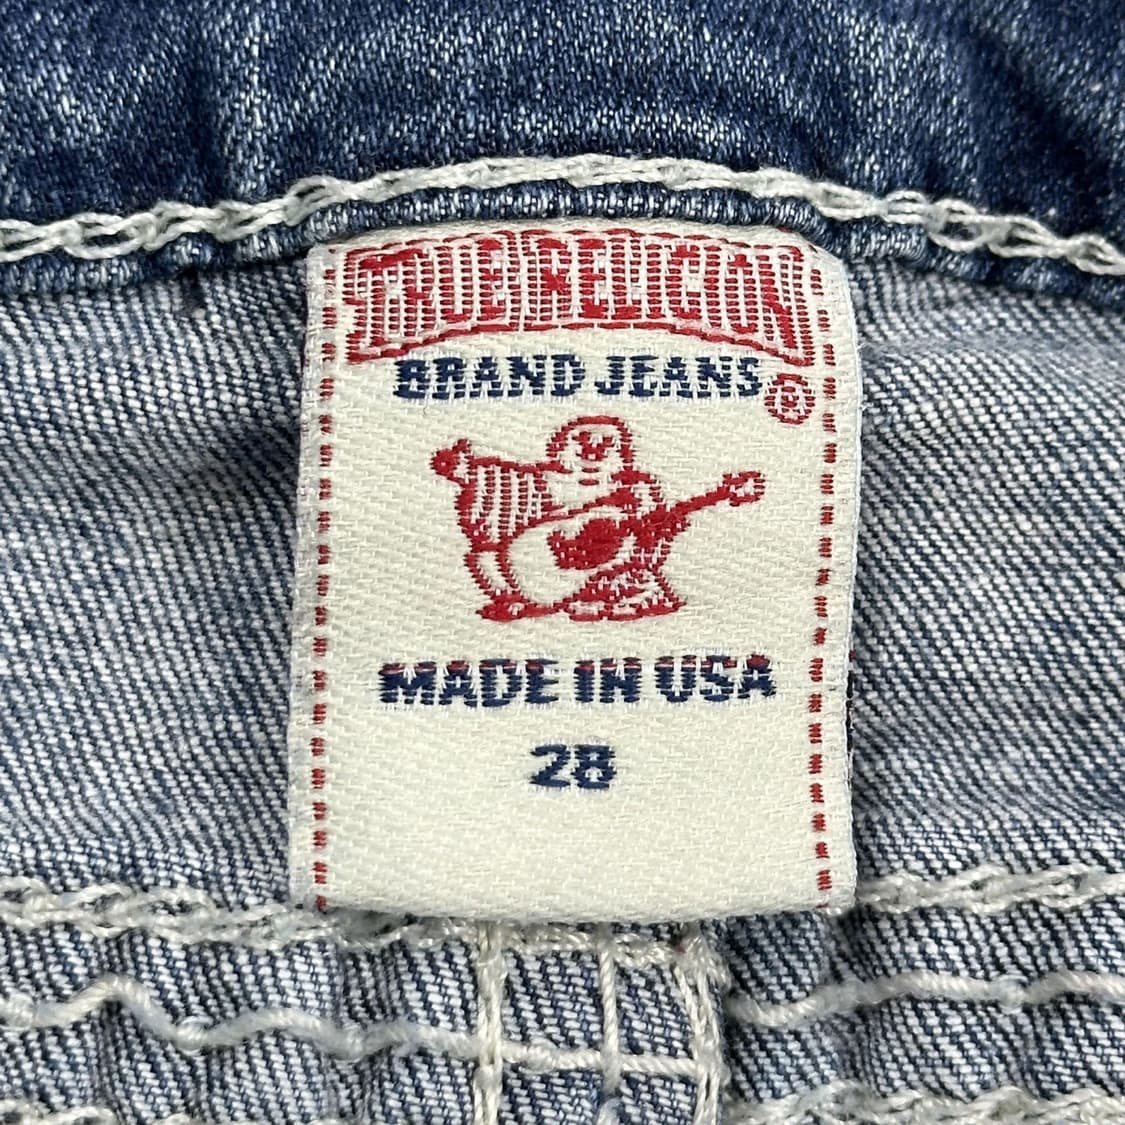 TRUE RELIGION
BRAND JEANS®
MADE IN USA
28